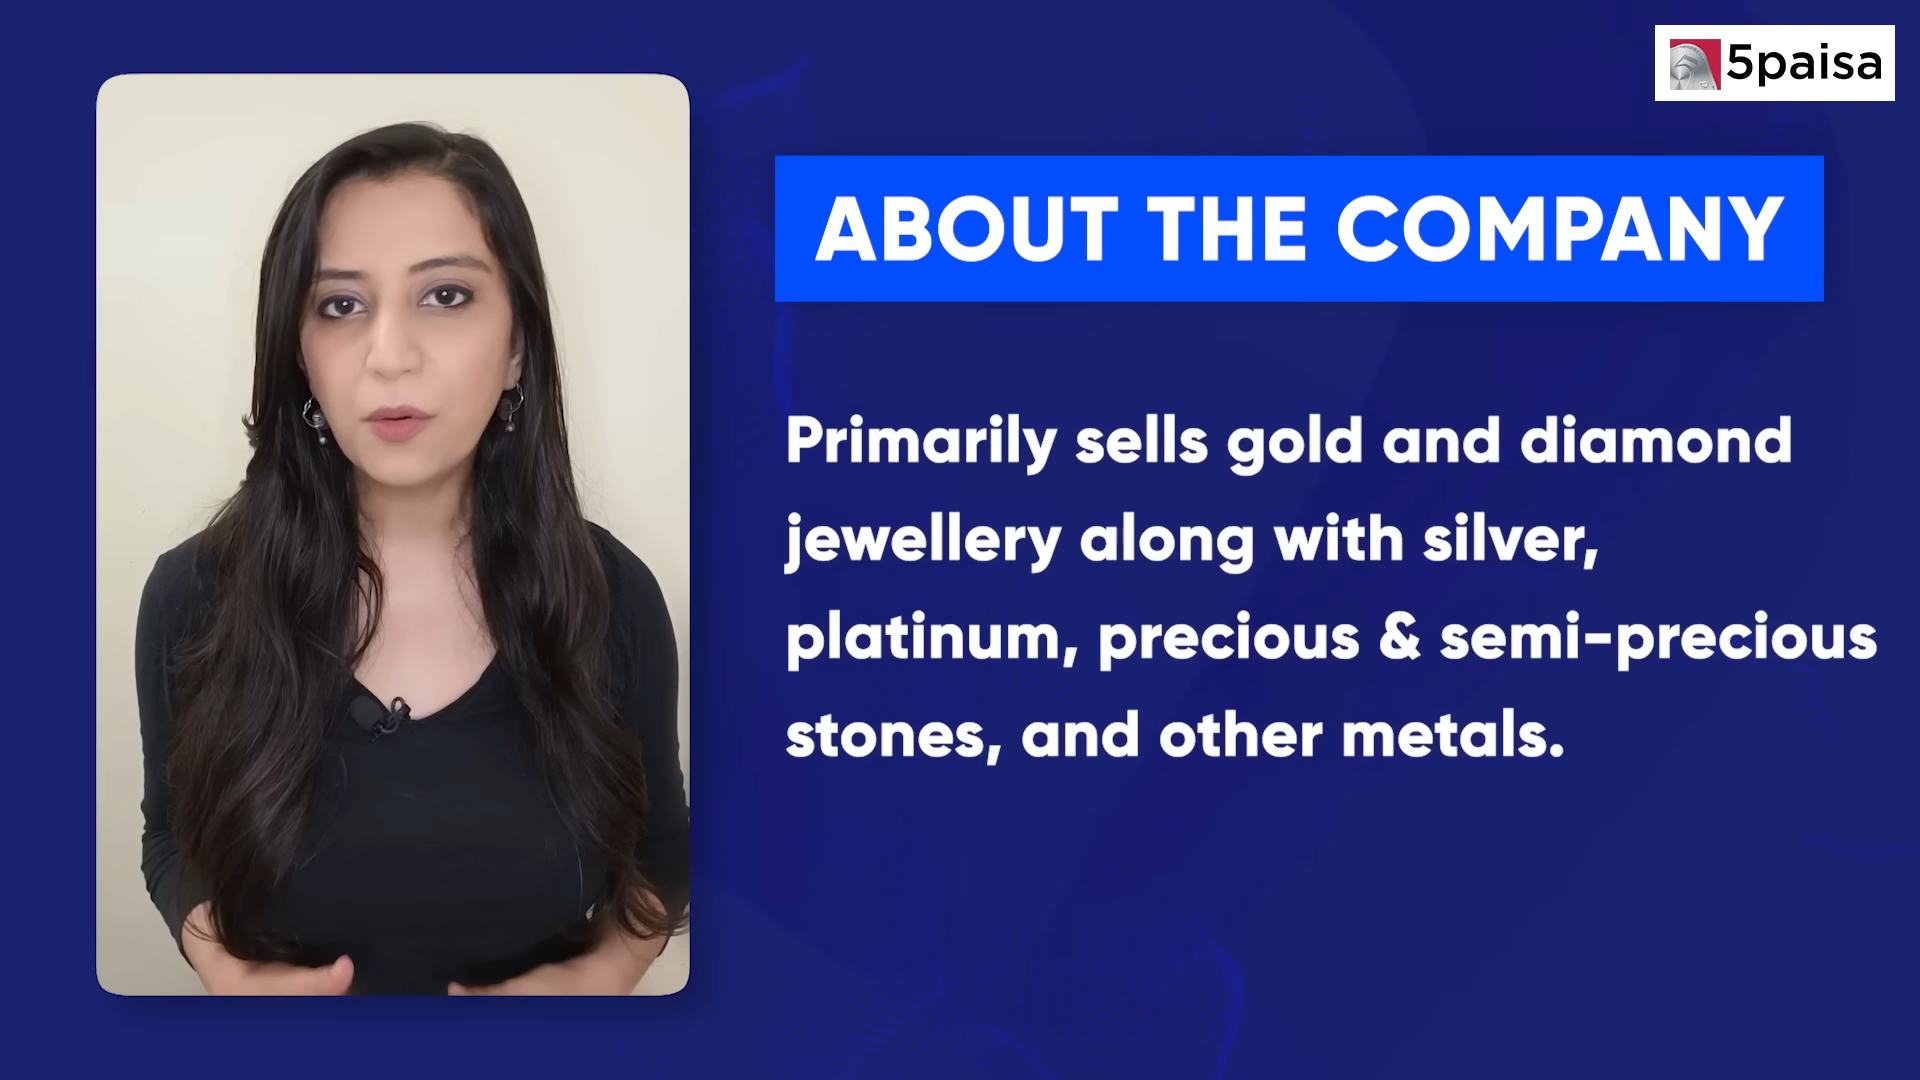 5paisa
ABOUT THE COMPANY
Primarily sells gold and diamond
jewellery along with silver,
platinum, precious & semi-precious
stones, and other metals.